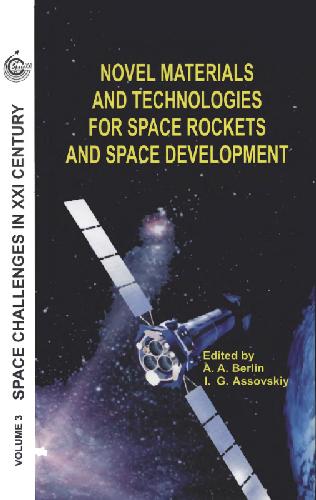 NOVEL MATERIALS
AND TECHNOLOGIES
FOR SPACE ROCKETS
AND SPACE DEVELOPMENT
Edited by
A. A. Berlin
I. G. Assovskiy
VOLUME 3 SPACE CHALLENGES IN XXI CENTURY